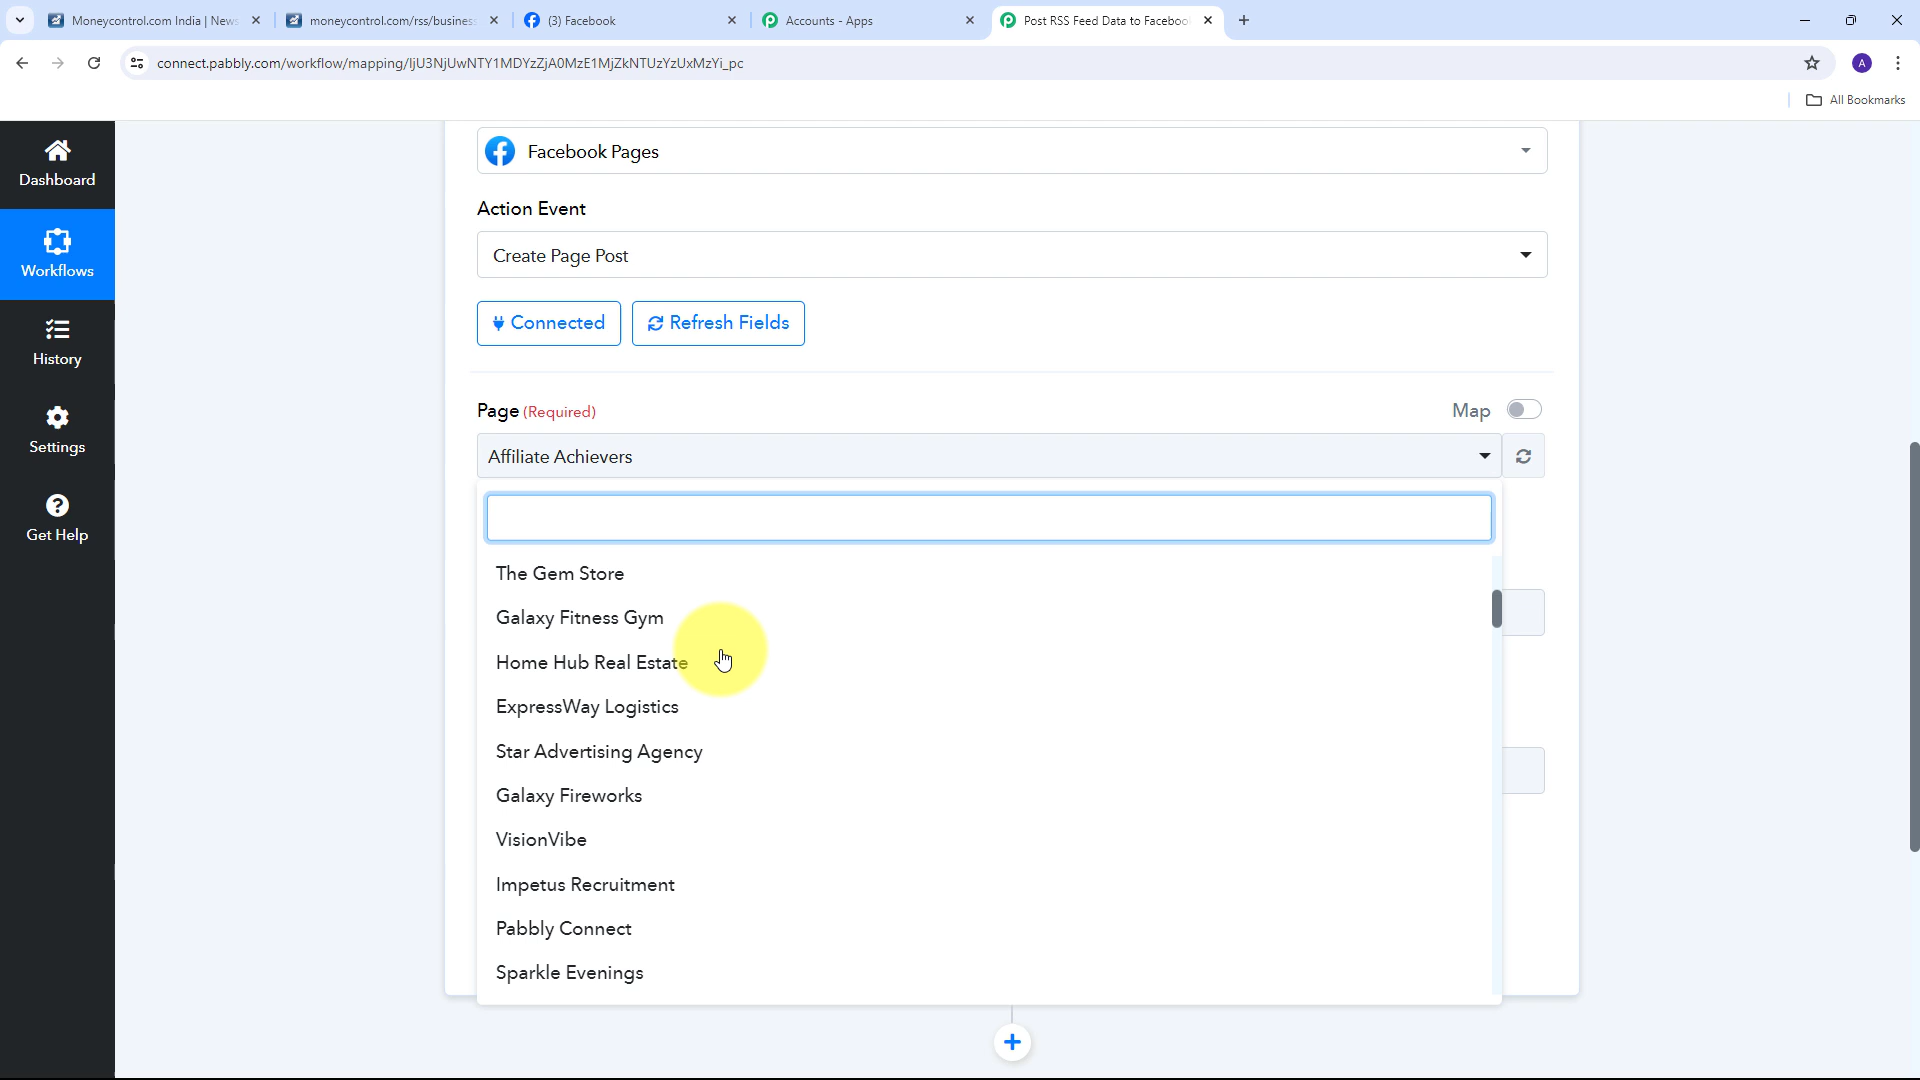 Moneycontrol.com India | News
moneycontrol.com/rss/busines
(3) Facebook
Accounts - Apps
Post RSS Feed Data to Facebook
connect.pabbly.com/workflow/mapping/IjU3NjUwNTY1MDYzZjA0MzE1MjZkNTUzYzUxMzYi_pc
A
All Bookmarks
Dashboard
Workflows
History
Settings
Get Help
Facebook Pages
Action Event
Create Page Post
Connected
Refresh Fields
Page (Required)
Map
Affiliate Achievers
The Gem Store
Galaxy Fitness Gym
Home Hub Real Estate
ExpressWay Logistics
Star Advertising Agency
Galaxy Fireworks
VisionVibe
Impetus Recruitment
Pabbly Connect
Sparkle Evenings